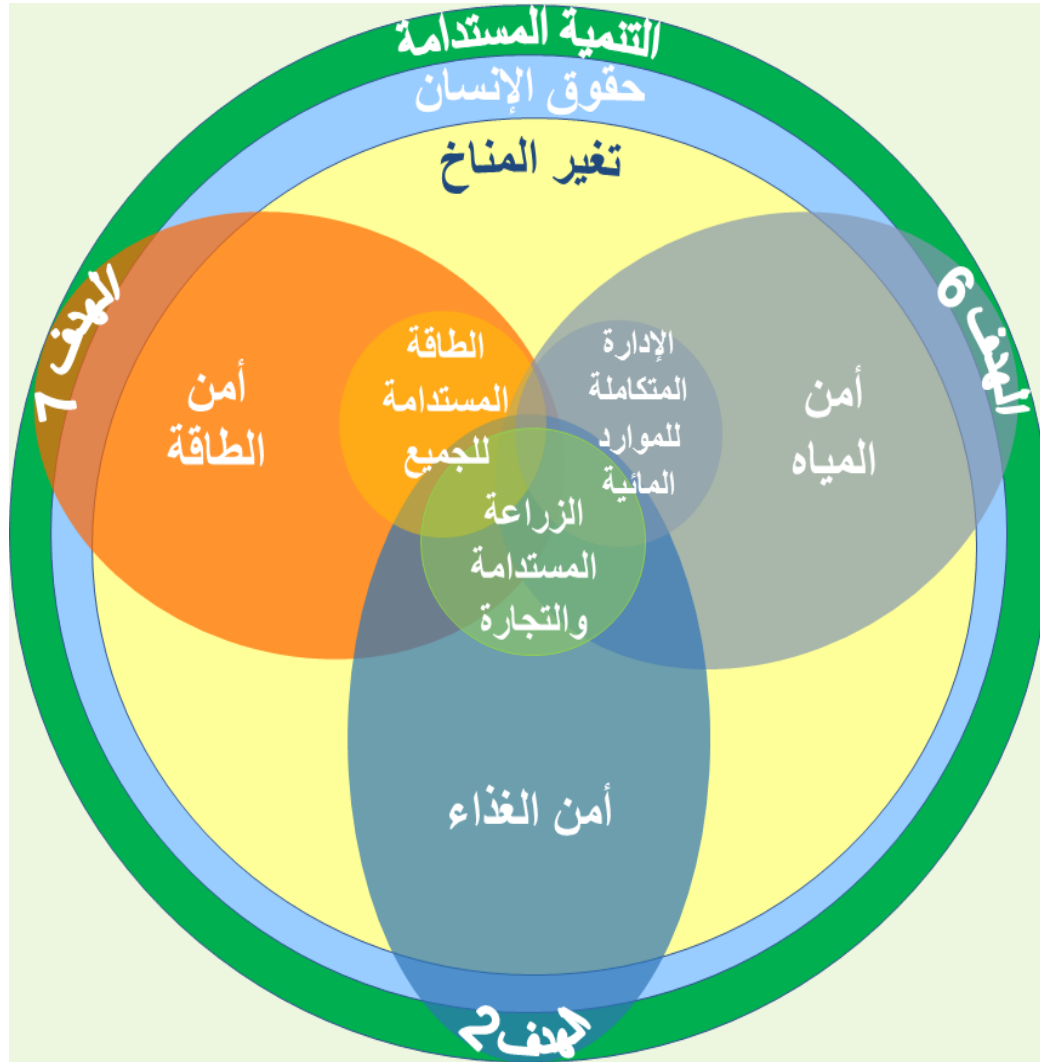 التنمية المستدامة
حقوق الإنسان
تغير المناخ
الهدف 6
الهدف 7
الإدارة
المتكاملة
للموارد
المائية
الطاقة
المستدامة
للجميع
أمن
المياه
أمن
الطاقة
الزراعة
المستدامة
والتجارة
أمن الغذاء
الهدف 2